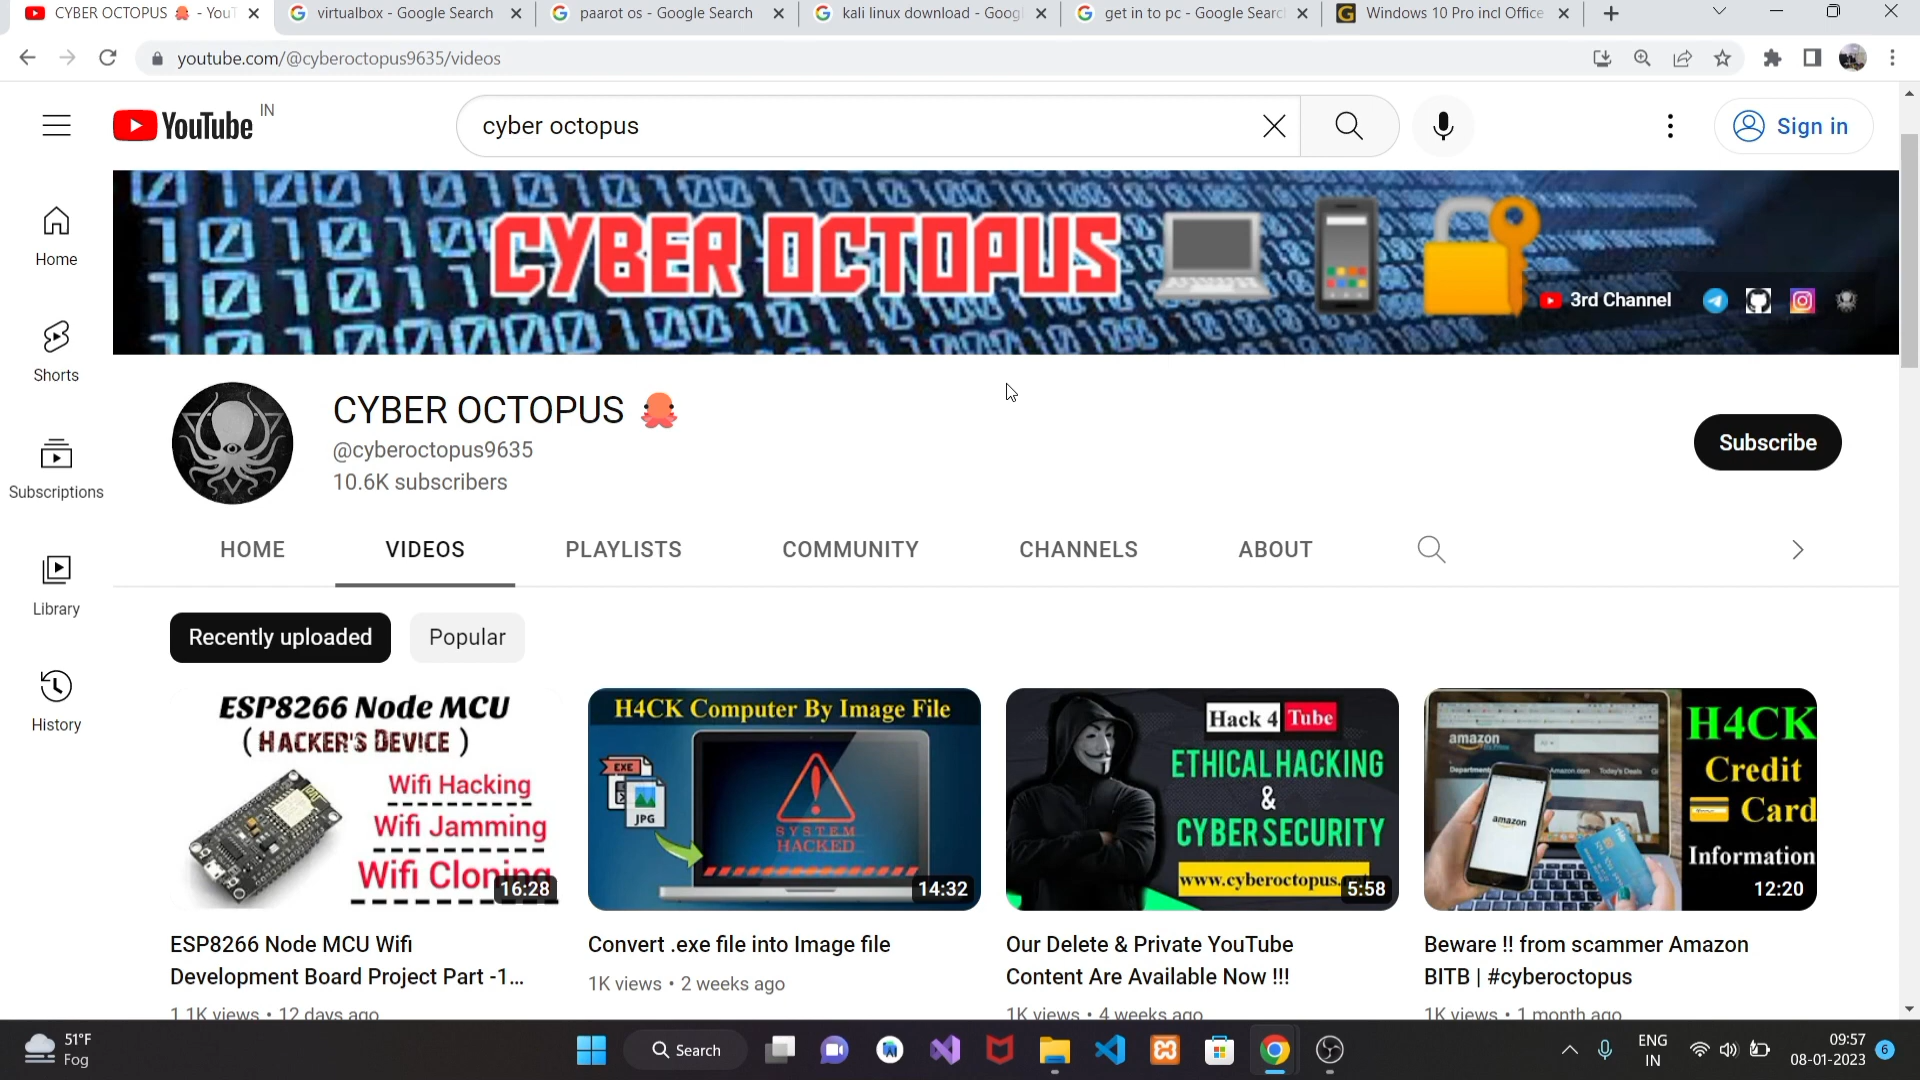 CYBER OCTOPUS 🐙 - YouT
virtualbox - Google Search
paarot os - Google Search
kali linux download - Goog
get in to pc - Google Searc
Windows 10 Pro incl Office
youtube.com/@cyberoctopus9635/videos
YouTube IN
cyber octopus
Sign in
CYBER OCTOPUS
3rd Channel
Home
Shorts
Subscriptions
Library
History
CYBER OCTOPUS 🐙
@cyberoctopus9635
10.6K subscribers
Subscribe
HOME VIDEOS PLAYLISTS COMMUNITY CHANNELS ABOUT
Recently uploaded Popular
ESP8266 Node MCU
( HACKER'S DEVICE )
Wifi Hacking
Wifi Jamming
Wifi Cloning
16:28
ESP8266 Node MCU Wifi
Development Board Project Part -1...
1.1K views • 12 days ago
H4CK Computer By Image File
EXE
JPG
SYSTEM
HACKED
14:32
Convert .exe file into Image file
1K views • 2 weeks ago
Hack 4 Tube
ETHICAL HACKING
&
CYBER SECURITY
www.cyberoctopus.
5:58
Our Delete & Private YouTube
Content Are Available Now !!!
1K views • 4 weeks ago
amazon
amazon
H4CK
Credit
Card
Information
12:20
Beware !! from scammer Amazon
BITB | #cyberoctopus
1K views • 1 month ago
51°F
Fog
Search
ENG
IN
09:57
08-01-2023
6